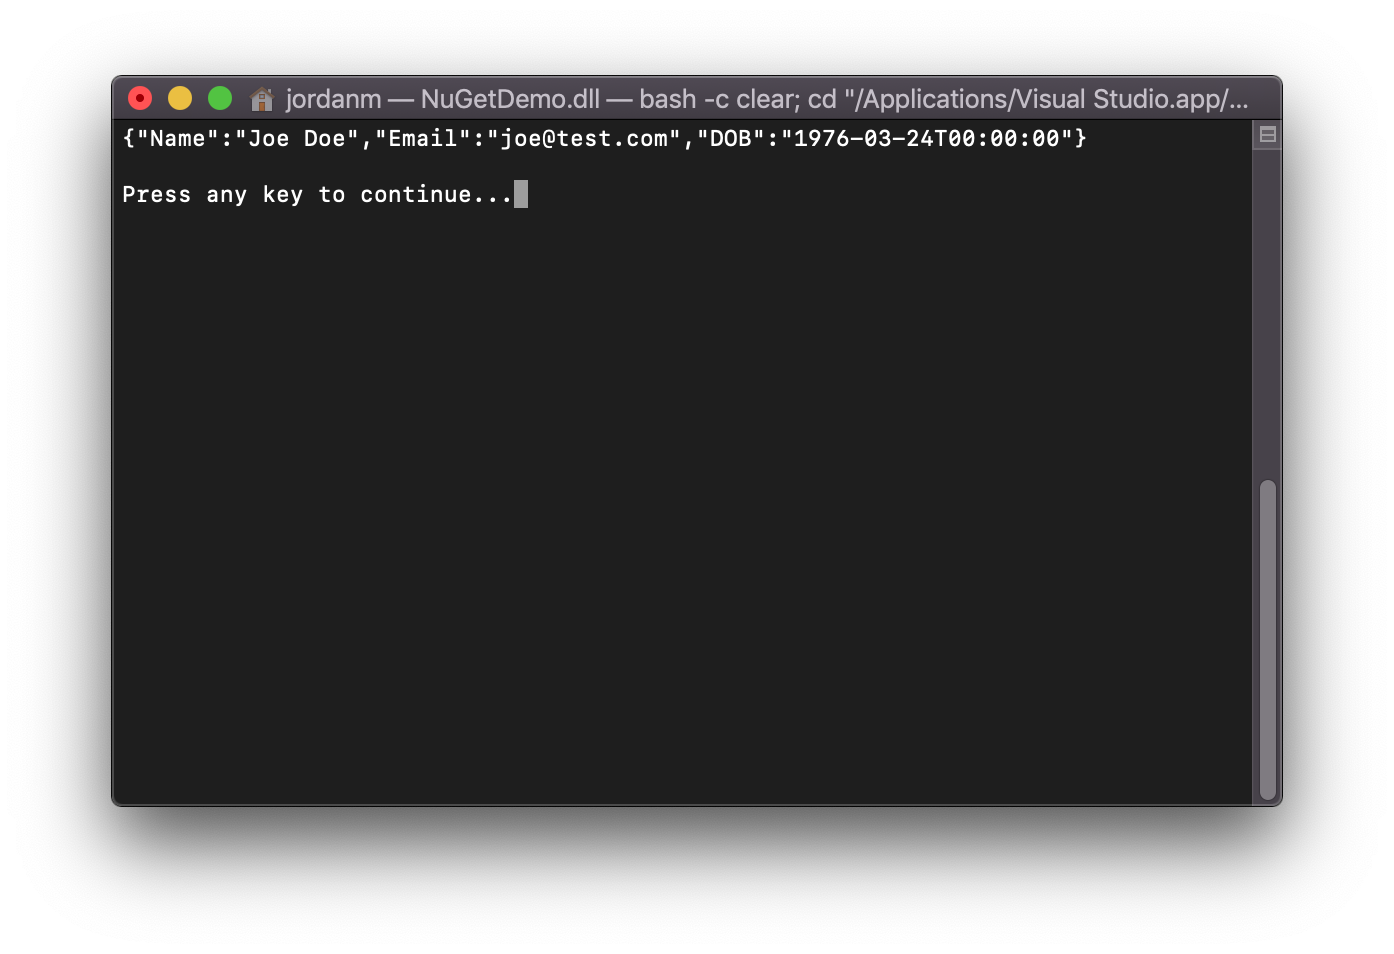 jordanm — NuGetDemo.dll — bash -c clear; cd "/Applications/Visual Studio.app/...
{"Name":"Joe Doe","Email":"joe@test.com","DOB":"1976-03-24T00:00:00"}
Press any key to continue...